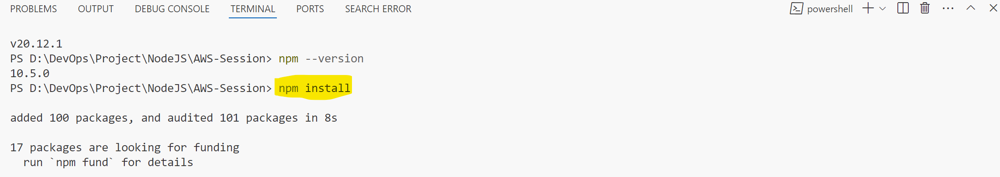 PROBLEMS OUTPUT DEBUG CONSOLE TERMINAL PORTS SEARCH ERROR powershell
v20.12.1
PS D:\DevOps\Project\NodeJS\AWS-Session> npm --version
10.5.0
PS D:\DevOps\Project\NodeJS\AWS-Session> npm install
added 100 packages, and audited 101 packages in 8s
17 packages are looking for funding
run `npm fund` for details